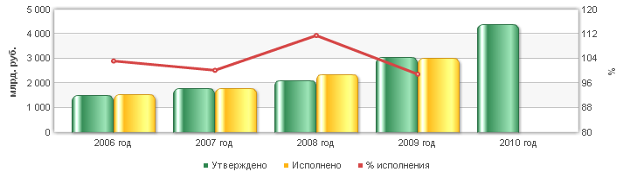 5 000 120
4 000 112
3 000 104
2 000 96
1 000 88
0 80
млрд. руб.
%
2006 год 2007 год 2008 год 2009 год 2010 год
Утверждено Исполнено % исполнения